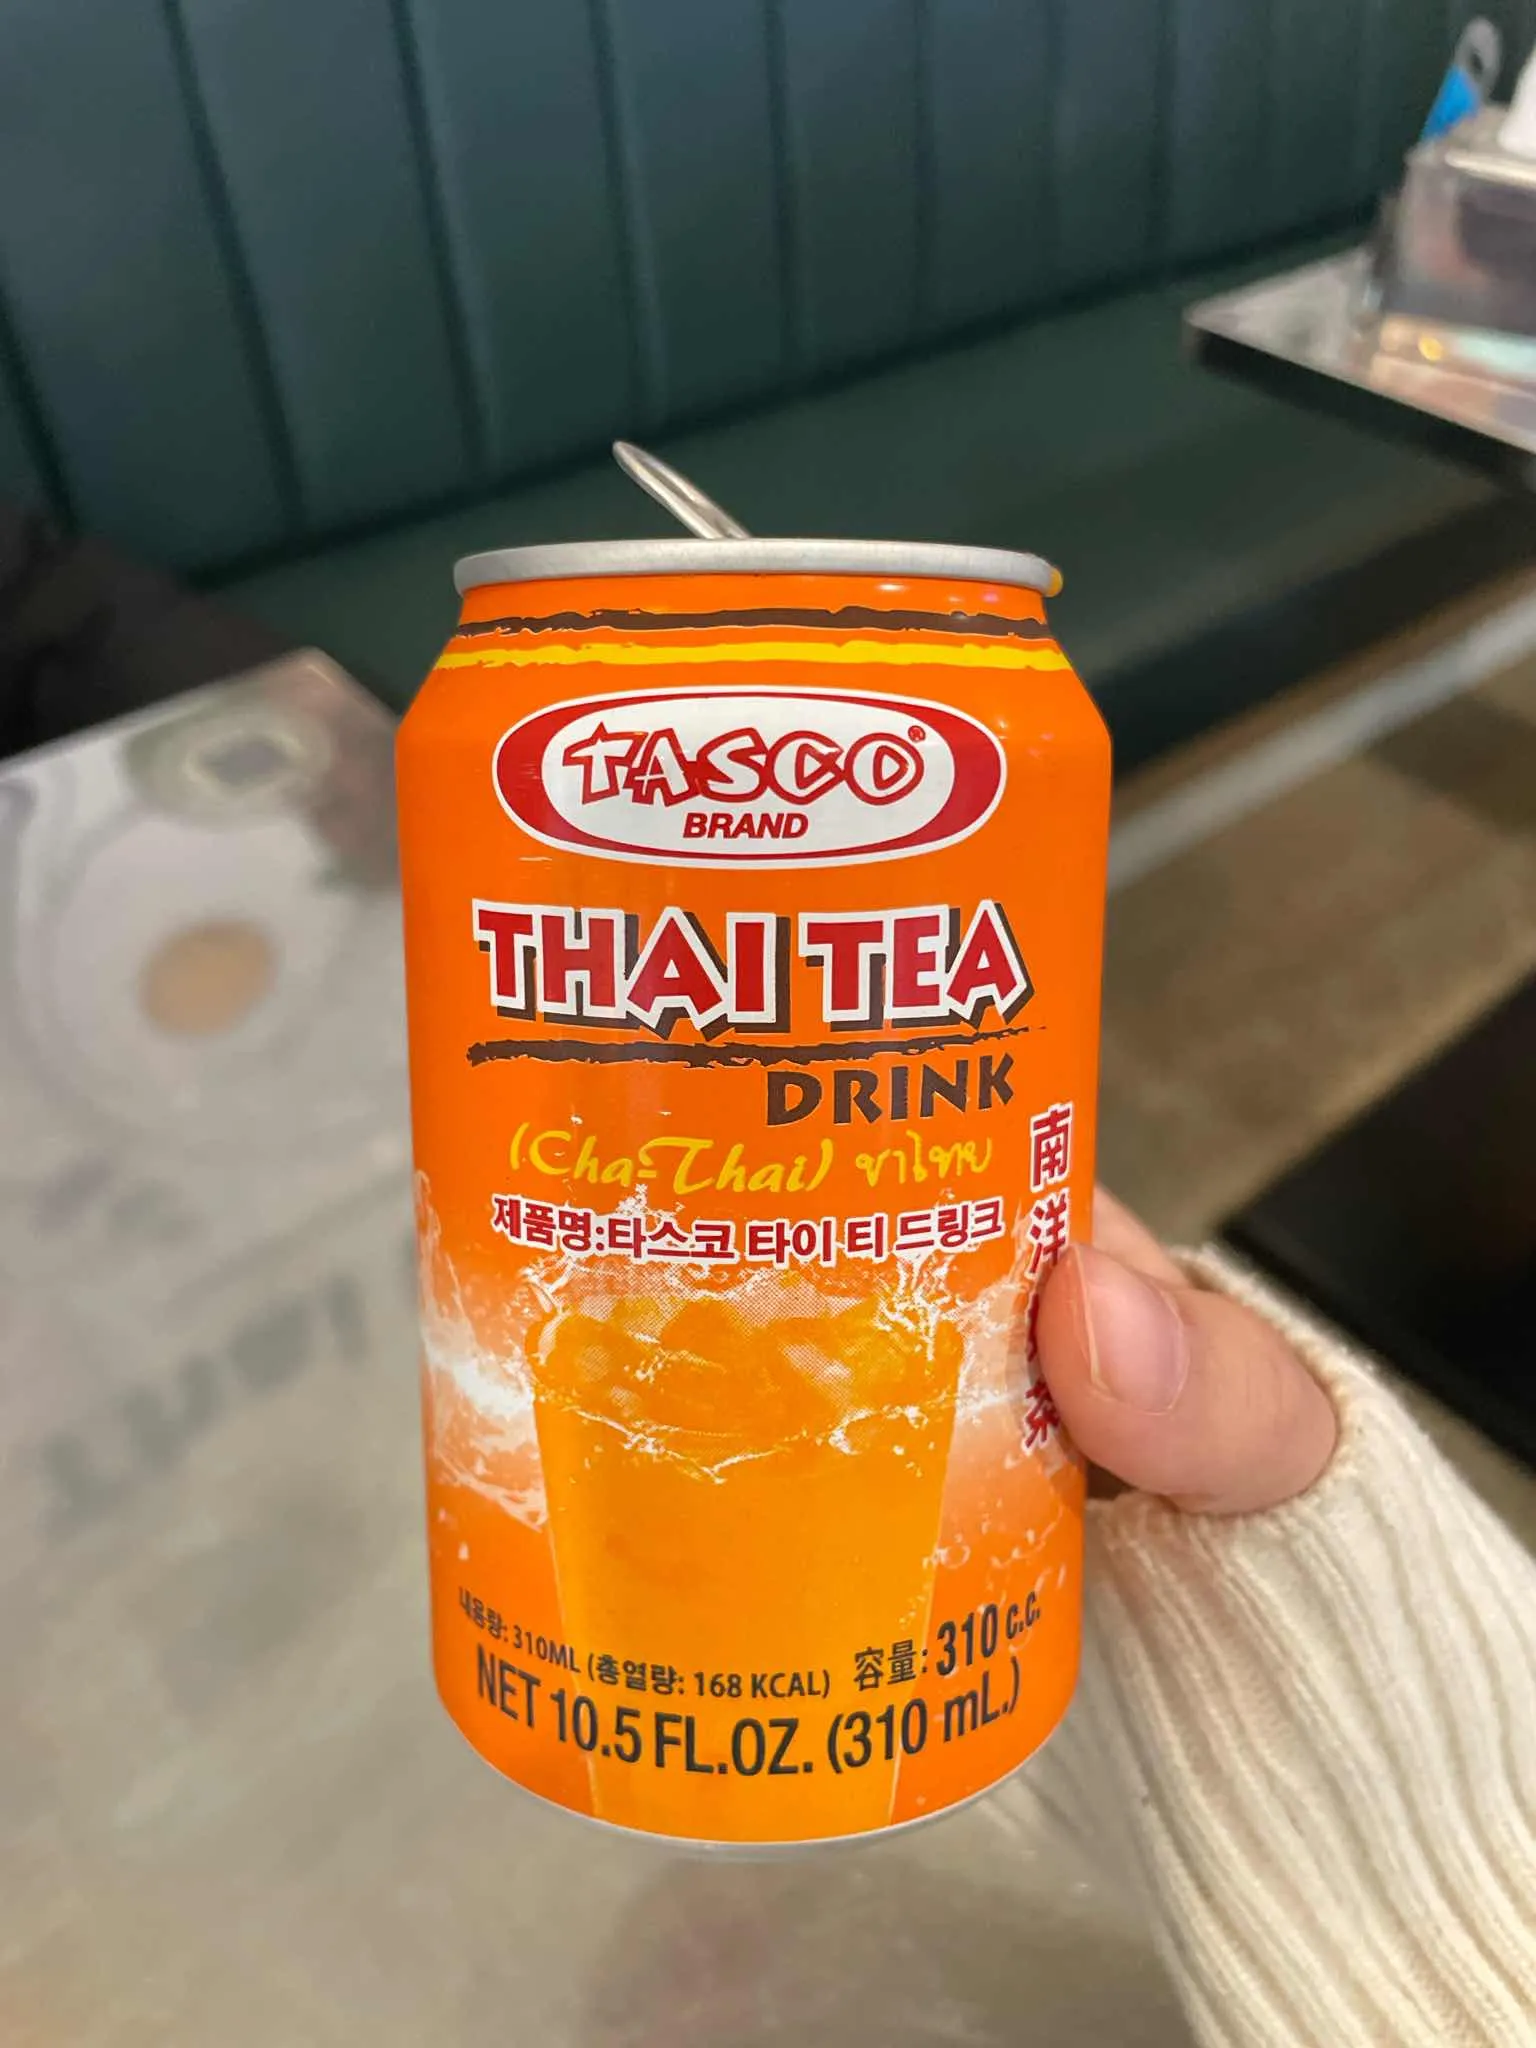 TASCO®
BRAND
THAI TEA
DRINK
(Cha-Thai) ชาไทย
제품명:타스코 타이 티 드링크
南洋
茶
내용량: 310ML (총열량: 168 KCAL)
容量: 310 c.c.
NET 10.5 FL.OZ. (310 mL.)